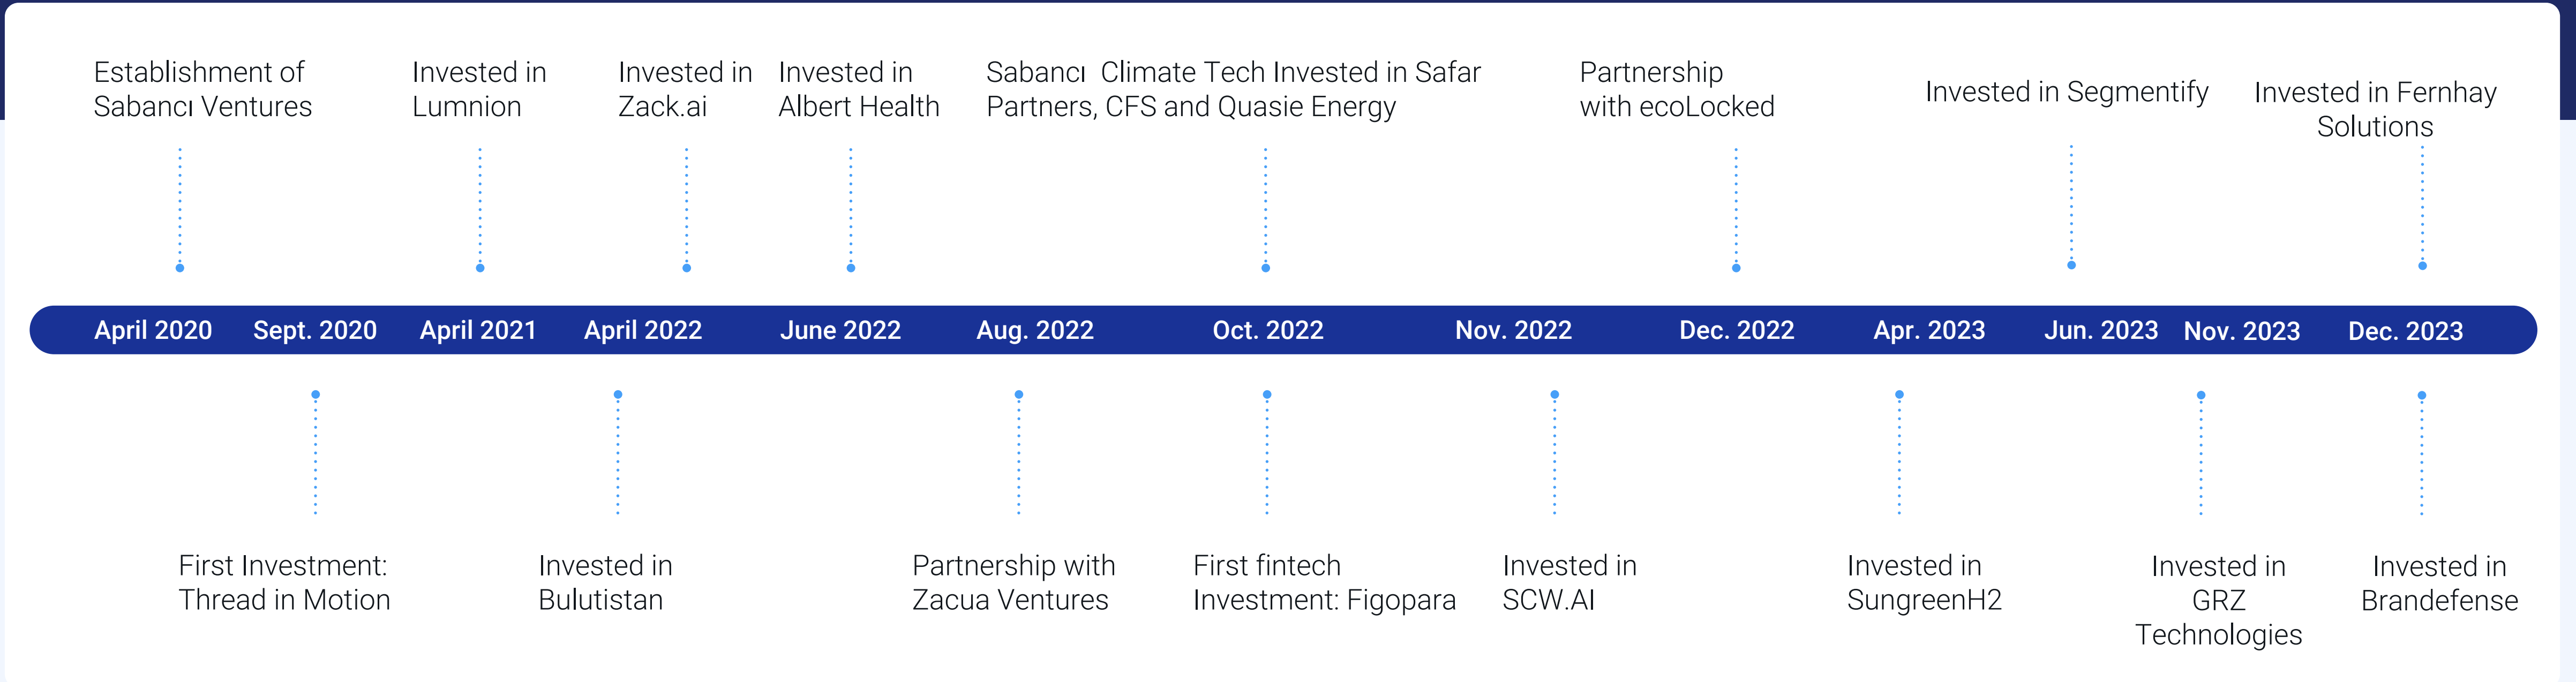 Establishment of
Sabancı Ventures
Invested in
Lumnion
Invested in
Zack.ai
Invested in
Albert Health
Sabancı  Climate Tech Invested in Safar
Partners, CFS and Quasie Energy
Partnership
with ecoLocked
Invested in Segmentify
Invested in Fernhay
Solutions
April 2020
Sept. 2020
April 2021
April 2022
June 2022
Aug. 2022
Oct. 2022
Nov. 2022
Dec. 2022
Apr. 2023
Jun. 2023
Nov. 2023
Dec. 2023
First Investment:
Thread in Motion
Invested in
Bulutistan
Partnership with
Zacua Ventures
First fintech
Investment: Figopara
Invested in
SCW.AI
Invested in
SungreenH2
Invested in
GRZ
Technologies
Invested in
Brandefense